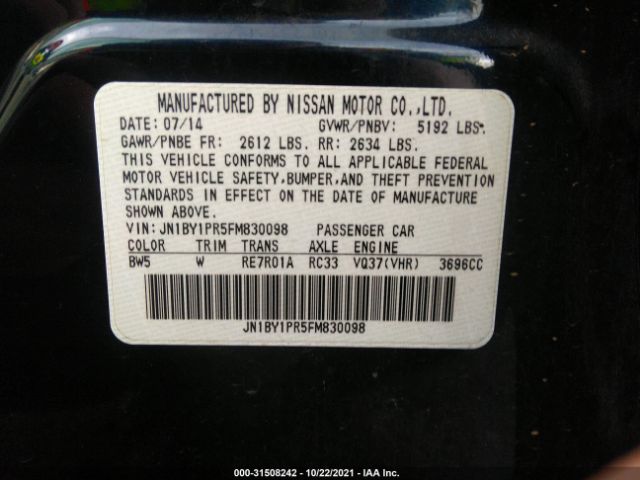 MANUFACTURED BY NISSAN MOTOR CO.,LTD.
DATE: 07/14 GVWR/PNBV: 5192 LBS.
GAWR/PNBE FR: 2612 LBS. RR: 2634 LBS.
THIS VEHICLE CONFORMS TO ALL APPLICABLE FEDERAL
MOTOR VEHICLE SAFETY,BUMPER,AND THEFT PREVENTION
STANDARDS IN EFFECT ON THE DATE OF MANUFACTURE
SHOWN ABOVE.
VIN: JN1BY1PR5FM830098 PASSENGER CAR
COLOR TRIM TRANS AXLE ENGINE
BW5 W RE7R01A RC33 VQ37(VHR) 3696CC
JN1BY1PR5FM830098
000-31508242 - 10/22/2021 - IAA Inc.